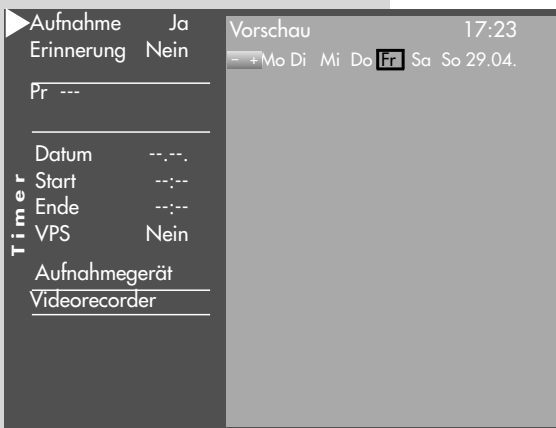 Aufnahme Ja
Erinnerung Nein
Pr ---
Timer
Datum --.--.
Start --:--
Ende --:--
VPS Nein
Aufnahmegerät
Videorecorder
Vorschau 17:23
- + Mo Di Mi Do Fr Sa So 29.04.